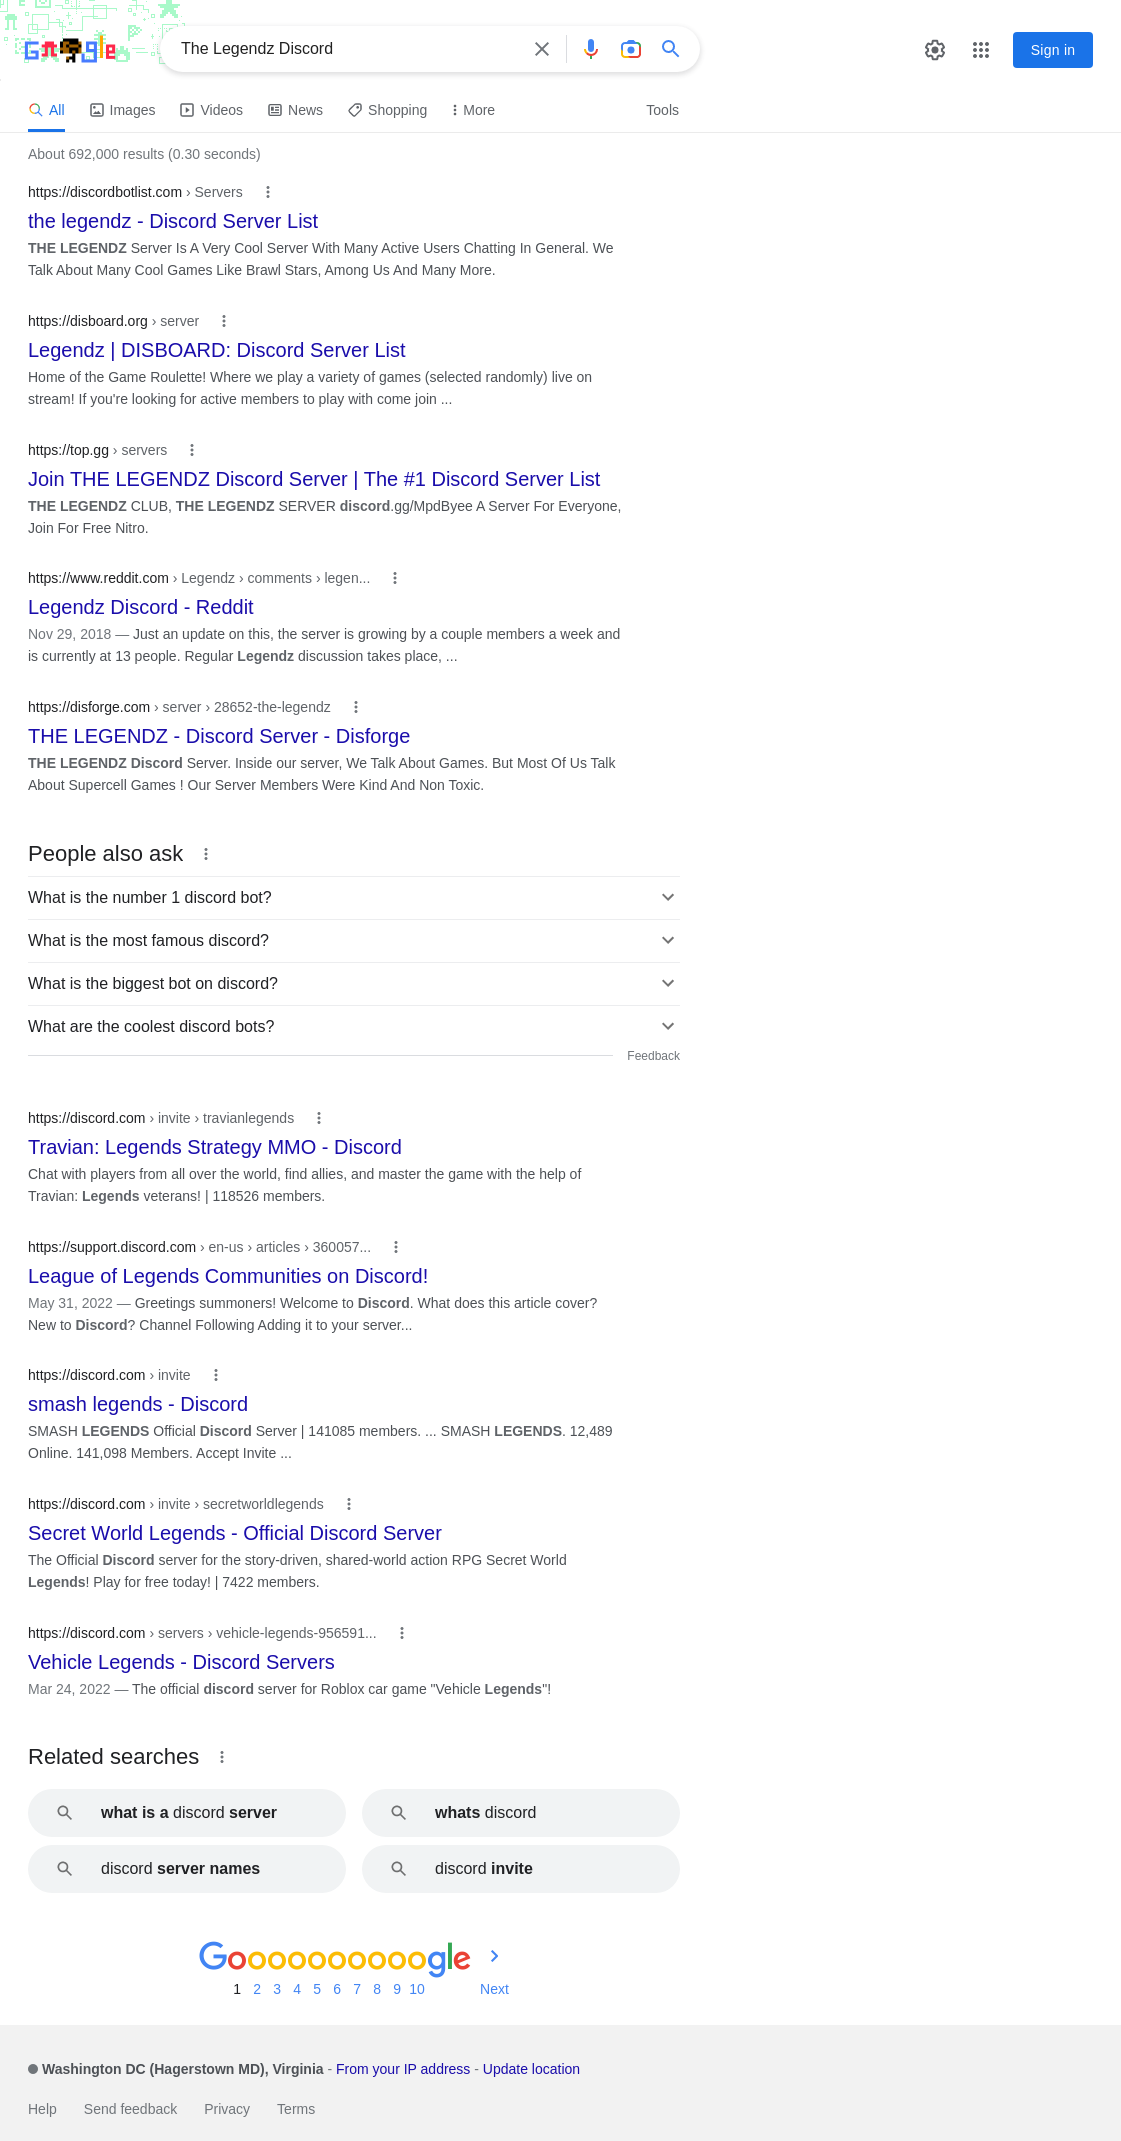 Google
The Legendz Discord
Sign in
All Images Videos News Shopping More Tools
About 692,000 results (0.30 seconds)
https://discordbotlist.com › Servers
the legendz - Discord Server List
THE LEGENDZ Server Is A Very Cool Server With Many Active Users Chatting In General. We
Talk About Many Cool Games Like Brawl Stars, Among Us And Many More.
https://disboard.org › server
Legendz | DISBOARD: Discord Server List
Home of the Game Roulette! Where we play a variety of games (selected randomly) live on
stream! If you're looking for active members to play with come join ...
https://top.gg › servers
Join THE LEGENDZ Discord Server | The #1 Discord Server List
THE LEGENDZ CLUB, THE LEGENDZ SERVER discord.gg/MpdByee A Server For Everyone,
Join For Free Nitro.
https://www.reddit.com › Legendz › comments › legen...
Legendz Discord - Reddit
Nov 29, 2018 — Just an update on this, the server is growing by a couple members a week and
is currently at 13 people. Regular Legendz discussion takes place, ...
https://disforge.com › server › 28652-the-legendz
THE LEGENDZ - Discord Server - Disforge
THE LEGENDZ Discord Server. Inside our server, We Talk About Games. But Most Of Us Talk
About Supercell Games ! Our Server Members Were Kind And Non Toxic.
People also ask
What is the number 1 discord bot?
What is the most famous discord?
What is the biggest bot on discord?
What are the coolest discord bots?
Feedback
https://discord.com › invite › travianlegends
Travian: Legends Strategy MMO - Discord
Chat with players from all over the world, find allies, and master the game with the help of
Travian: Legends veterans! | 118526 members.
https://support.discord.com › en-us › articles › 360057...
League of Legends Communities on Discord!
May 31, 2022 — Greetings summoners! Welcome to Discord. What does this article cover?
New to Discord? Channel Following Adding it to your server...
https://discord.com › invite
smash legends - Discord
SMASH LEGENDS Official Discord Server | 141085 members. ... SMASH LEGENDS. 12,489
Online. 141,098 Members. Accept Invite ...
https://discord.com › invite › secretworldlegends
Secret World Legends - Official Discord Server
The Official Discord server for the story-driven, shared-world action RPG Secret World
Legends! Play for free today! | 7422 members.
https://discord.com › servers › vehicle-legends-956591...
Vehicle Legends - Discord Servers
Mar 24, 2022 — The official discord server for Roblox car game "Vehicle Legends"!
Related searches
what is a discord server
whats discord
discord server names
discord invite
Goooooooooogle
1 2 3 4 5 6 7 8 9 10 Next
Washington DC (Hagerstown MD), Virginia - From your IP address - Update location
Help Send feedback Privacy Terms